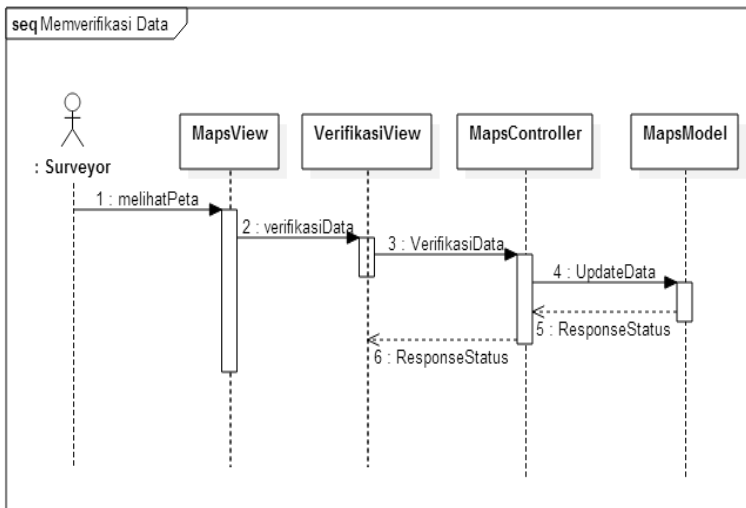 seq Memverifikasi Data
: Surveyor
MapsView
VerifikasiView
MapsController
MapsModel
1 : melihatPeta
2 : verifikasiData
3 : VerifikasiData
4 : UpdateData
5 : ResponseStatus
6 : ResponseStatus